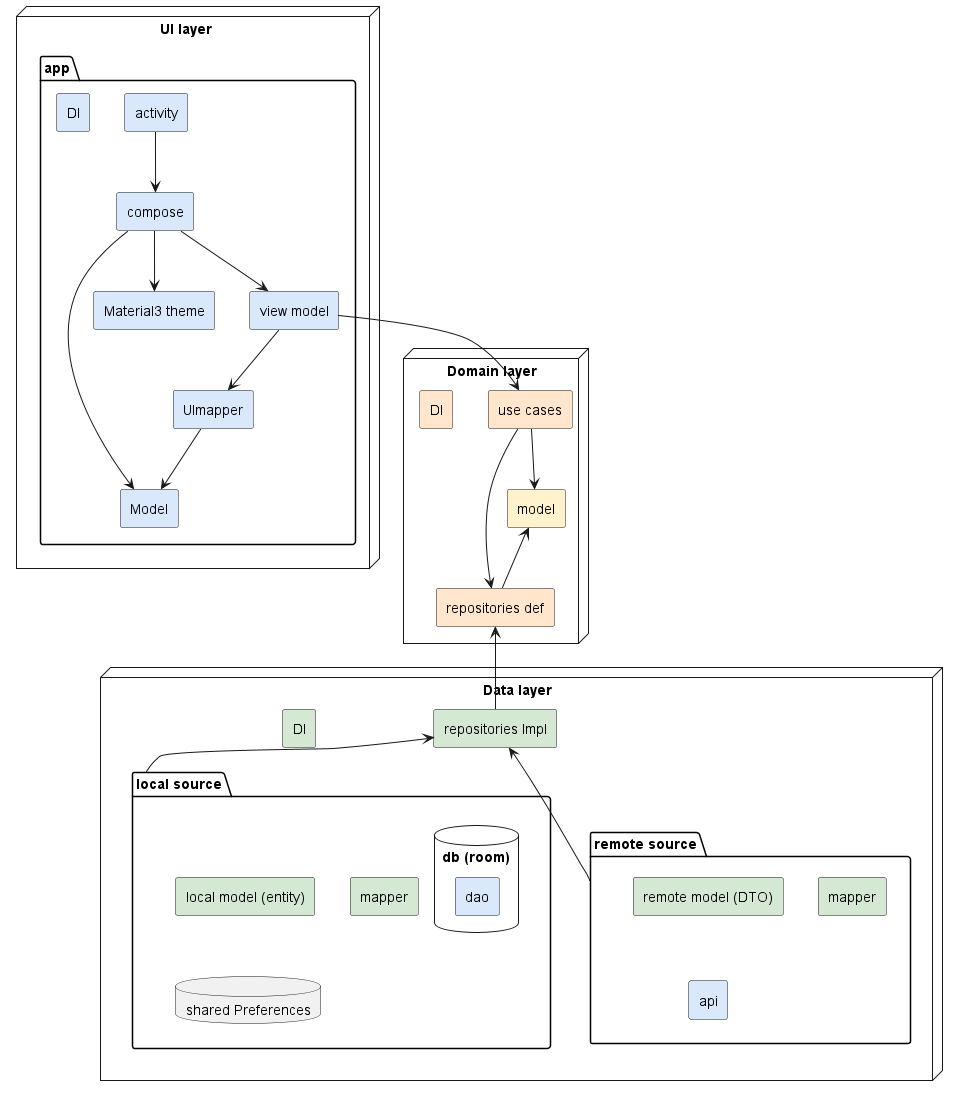 UI layer
app
DI
activity
compose
Material3 theme
view model
UImapper
Model
Domain layer
DI
use cases
model
repositories def
Data layer
DI
repositories Impl
local source
db (room)
local model (entity)
mapper
dao
shared Preferences
remote source
remote model (DTO)
mapper
api